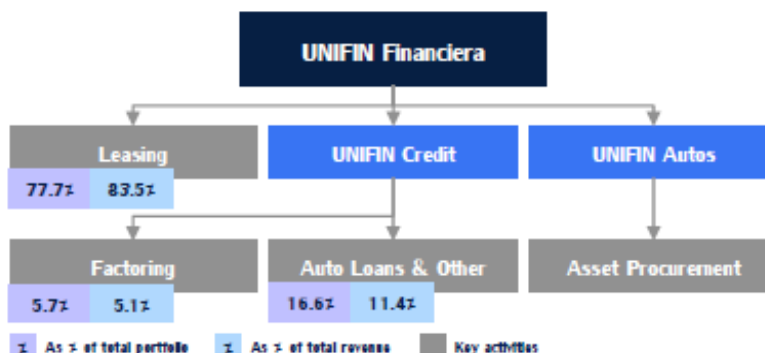 UNIFIN Financiera
Leasing
UNIFIN Credit
UNIFIN Autos
77.7% 83.5%
Factoring
Auto Loans & Other
Asset Procurement
5.7% 5.1%
16.6% 11.4%
% As % of total portfolio
% As % of total revenue
Key activities